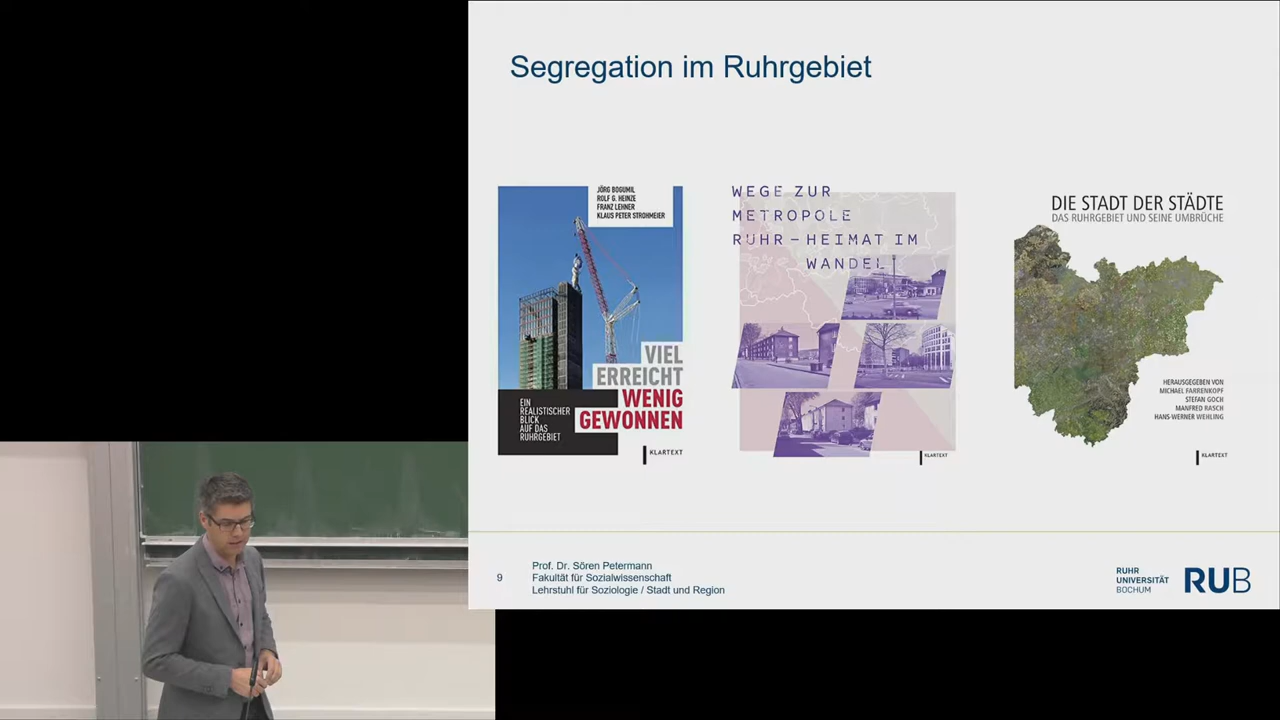 Segregation im Ruhrgebiet
JÖRG BOGUMIL
ROLF G. HEINZE
FRANZ LEHNER
KLAUS PETER STROHMEIER
VIEL
ERREICHT
WENIG
GEWONNEN
EIN
REALISTISCHER
BLICK
AUF DAS
RUHRGEBIET
KLARTEXT
WEGE ZUR
METROPOLE
RUHR – HEIMAT IM
WANDEL
KLARTEXT
DIE STADT DER STÄDTE
DAS RUHRGEBIET UND SEINE UMBRÜCHE
HERAUSGEGEBEN VON
MICHAEL FARRENKOPF
STEFAN GOCH
MANFRED RASCH
HANS-WERNER WEHLING
KLARTEXT
9
Prof. Dr. Sören Petermann
Fakultät für Sozialwissenschaft
Lehrstuhl für Soziologie / Stadt und Region
RUHR
UNIVERSITÄT
BOCHUM
RUB